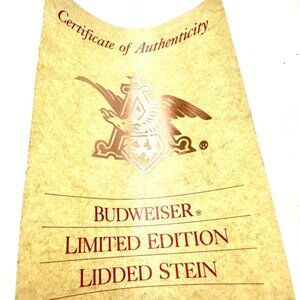 Certificate of Authenticity
A
®
BUDWEISER®
LIMITED EDITION
LIDDED STEIN